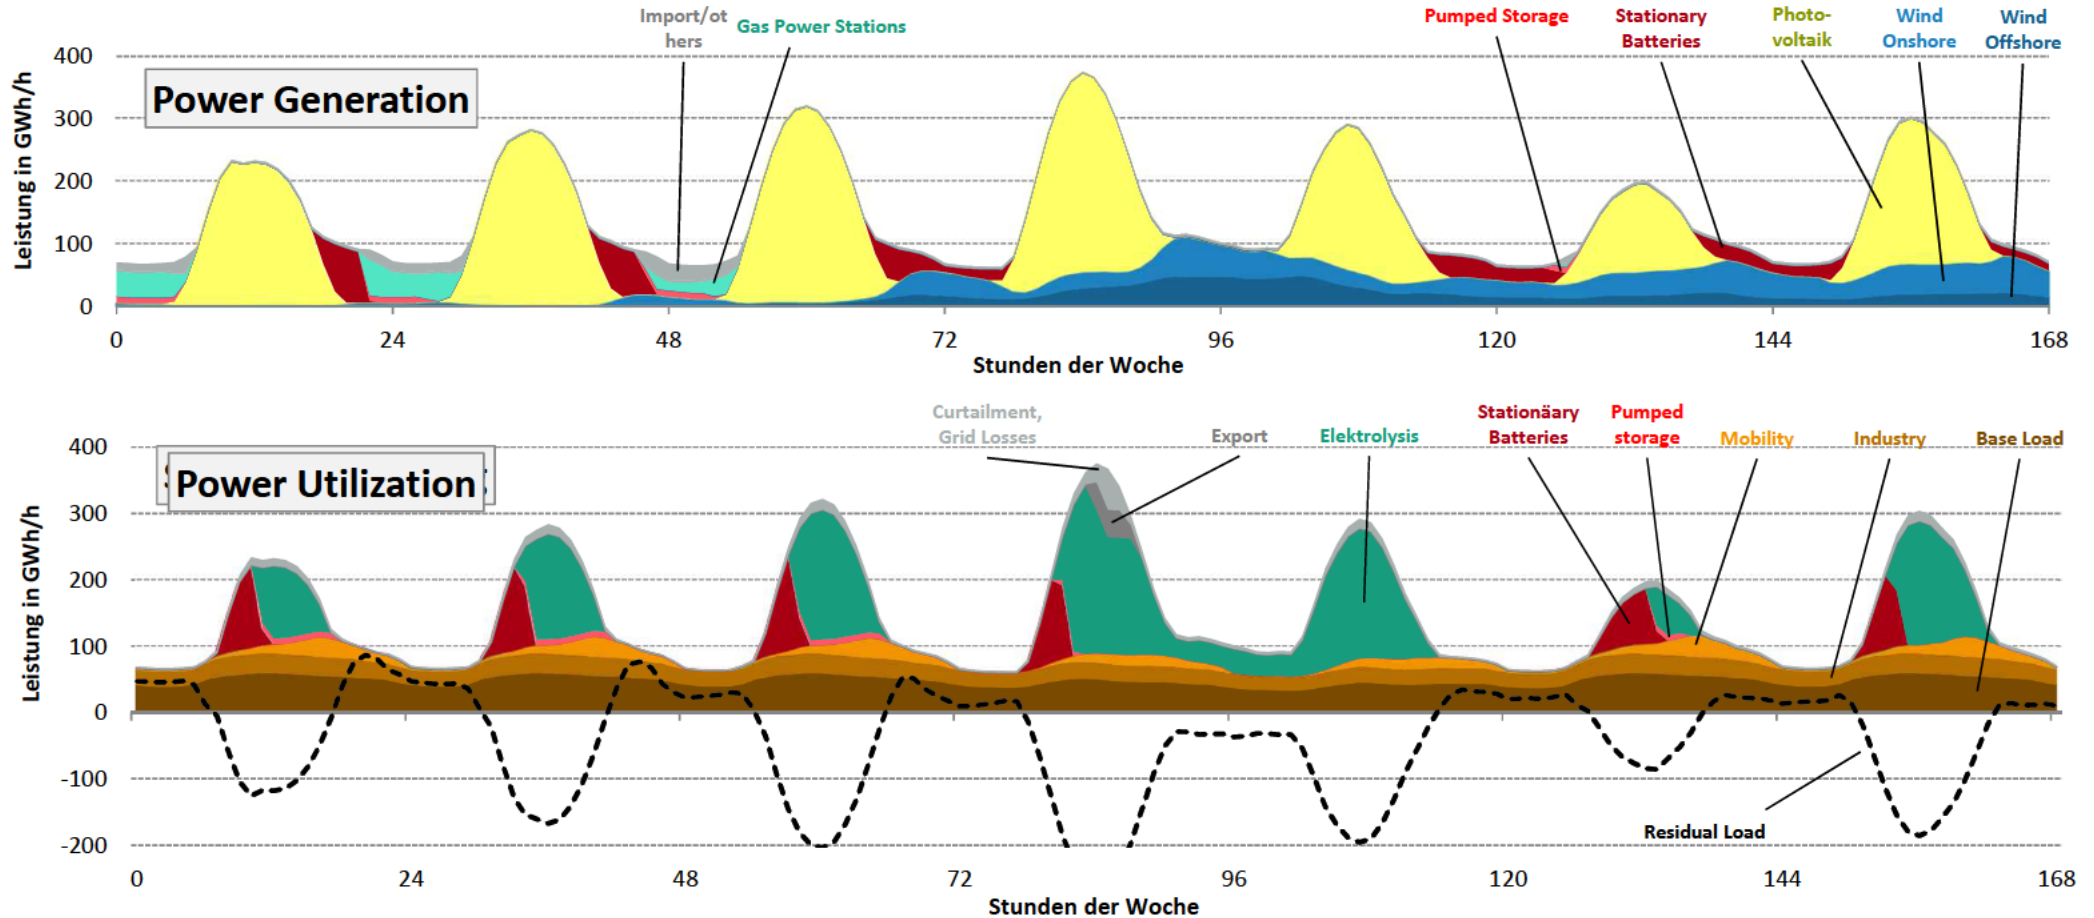 Import/ot
hers
Gas Power Stations
Pumped Storage
Stationary
Batteries
Photo-
voltaik
Wind
Onshore
Wind
Offshore
Power Generation
Leistung in GWh/h
400
300
200
100
0
0 24 48 72 96 120 144 168
Stunden der Woche
Curtailment,
Grid Losses
Export
Elektrolysis
Stationäary
Batteries
Pumped
storage
Mobility
Industry
Base Load
Power Utilization
Leistung in GWh/h
400
300
200
100
0
-100
-200
Residual Load
0 24 48 72 96 120 144 168
Stunden der Woche